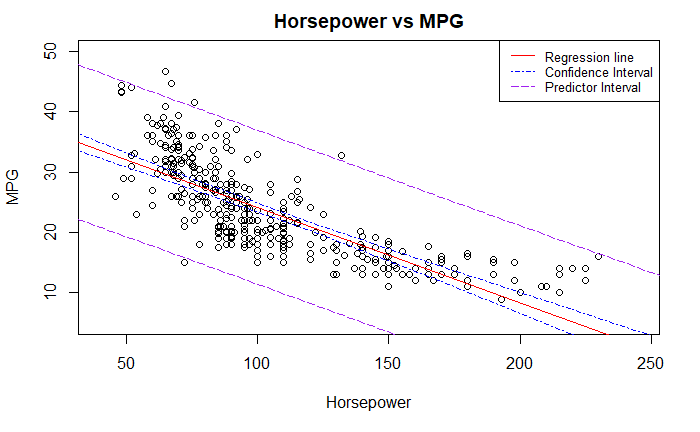 Horsepower vs MPG
Regression line
Confidence Interval
Predictor Interval
MPG
50
40
30
20
10
50 100 150 200 250
Horsepower